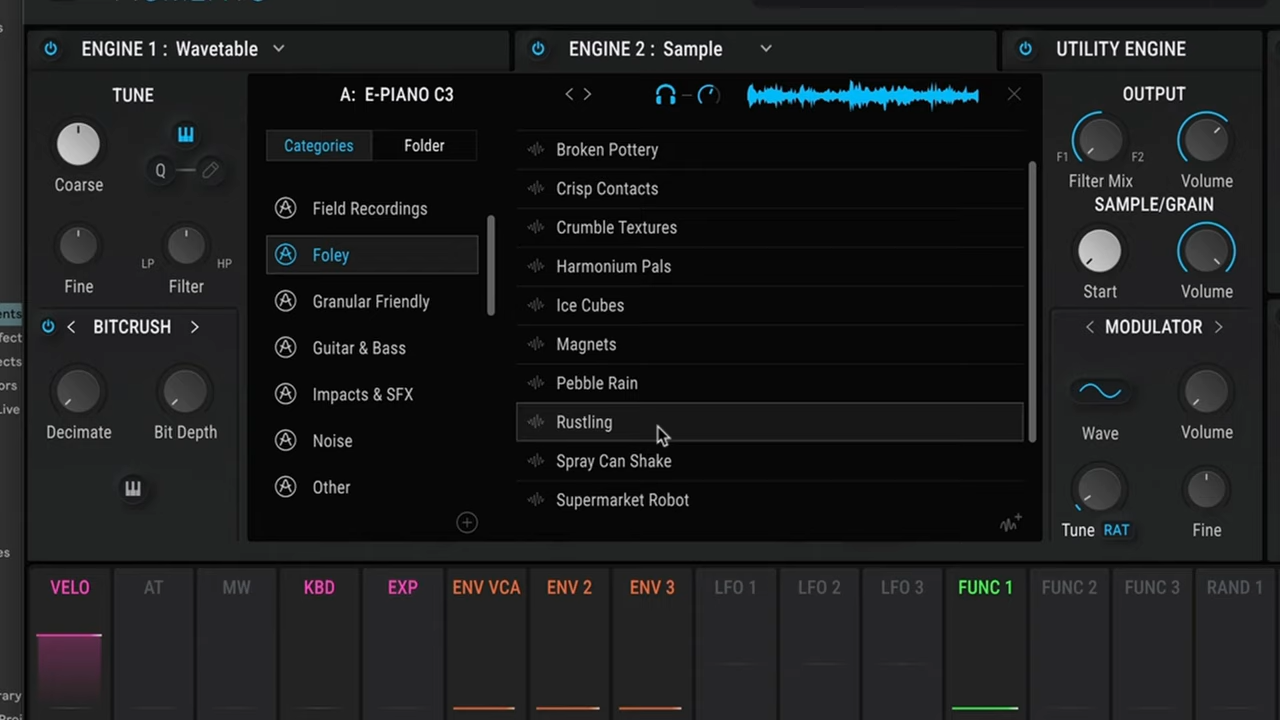 ENGINE 1 : Wavetable
ENGINE 2 : Sample
UTILITY ENGINE
TUNE
A: E-PIANO C3
OUTPUT
Categories
Folder
Coarse
Q
Fine
LP
HP
Filter
BITCRUSH
Decimate
Bit Depth
Field Recordings
Foley
Granular Friendly
Guitar & Bass
Impacts & SFX
Noise
Other
Broken Pottery
Crisp Contacts
Crumble Textures
Harmonium Pals
Ice Cubes
Magnets
Pebble Rain
Rustling
Spray Can Shake
Supermarket Robot
F1
F2
Filter Mix
Volume
SAMPLE/GRAIN
Start
Volume
MODULATOR
Wave
Volume
Tune RAT
Fine
VELO
AT
MW
KBD
EXP
ENV VCA
ENV 2
ENV 3
LFO 1
LFO 2
LFO 3
FUNC 1
FUNC 2
FUNC 3
RAND 1